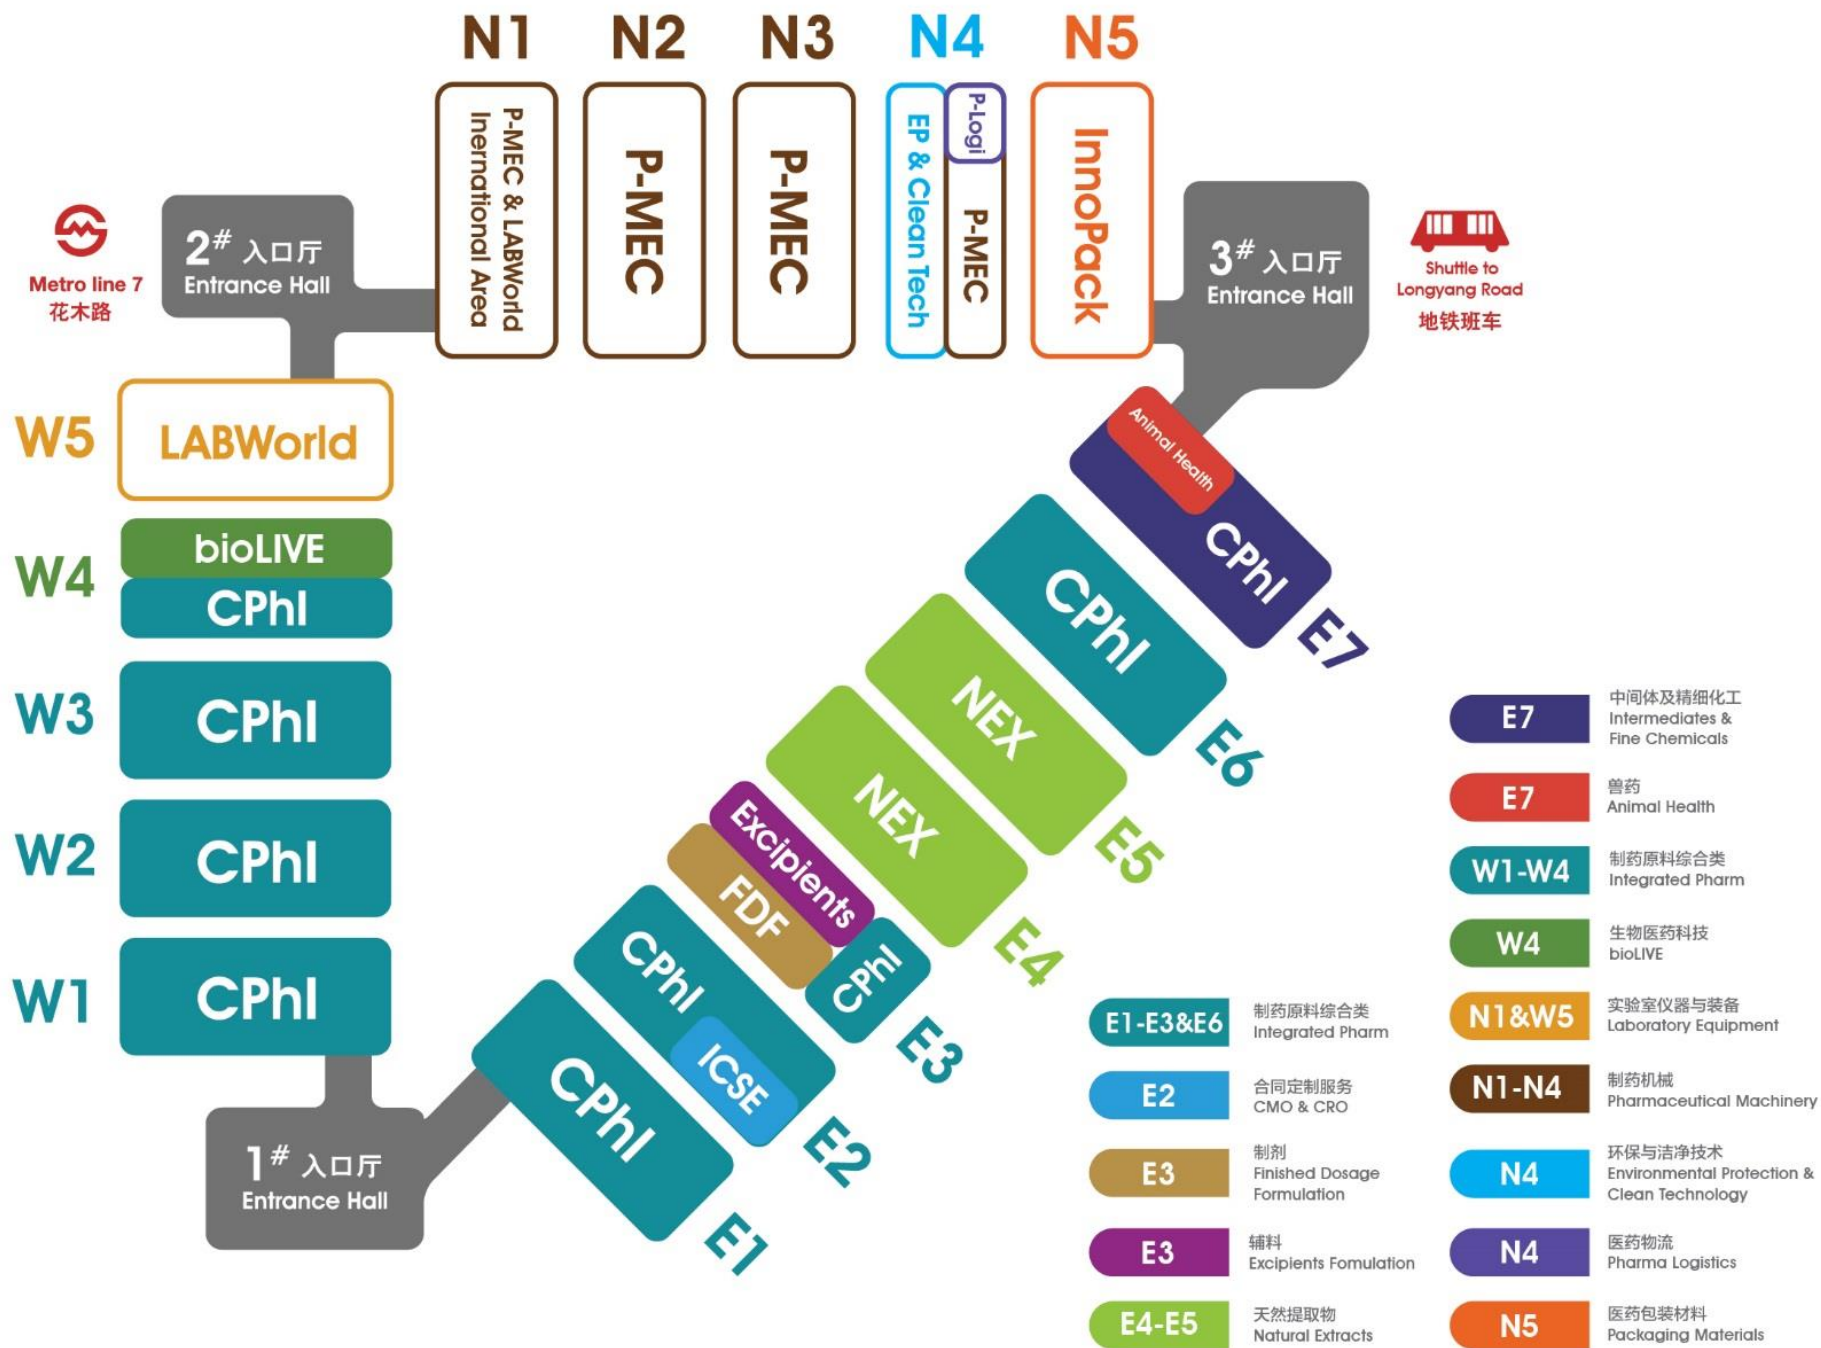 N1
N2
N3
N4
N5
P-MEC & LABWorld
Inernational Area
P-MEC
P-MEC
EP & Clean Tech
P-Logi
P-MEC
InnoPack
Metro line 7
花木路
2# 入口厅
Entrance Hall
3# 入口厅
Entrance Hall
Shuttle to
Longyang Road
地铁班车
W5
LABWorld
W4
bioLIVE
CPhI
W3
CPhI
W2
CPhI
W1
CPhI
1# 入口厅
Entrance Hall
Animal Health
CPhI
E7
CPhI
E6
NEX
E5
NEX
E4
Excipients
FDF
CPhI
E3
CPhI
ICSE
E2
CPhI
E1
E1-E3&E6
制药原料综合类
Integrated Pharm
E2
合同定制服务
CMO & CRO
E3
制剂
Finished Dosage
Formulation
E3
辅料
Excipients Fomulation
E4-E5
天然提取物
Natural Extracts
E7
中间体及精细化工
Intermediates &
Fine Chemicals
E7
兽药
Animal Health
W1-W4
制药原料综合类
Integrated Pharm
W4
生物医药科技
bioLIVE
N1&W5
实验室仪器与装备
Laboratory Equipment
N1-N4
制药机械
Pharmaceutical Machinery
N4
环保与洁净技术
Environmental Protection &
Clean Technology
N4
医药物流
Pharma Logistics
N5
医药包装材料
Packaging Materials